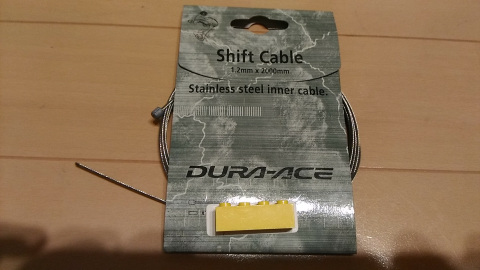 Shift Cable
1.2mm x 2000mm
Stainless steel inner cable.
DURA-ACE